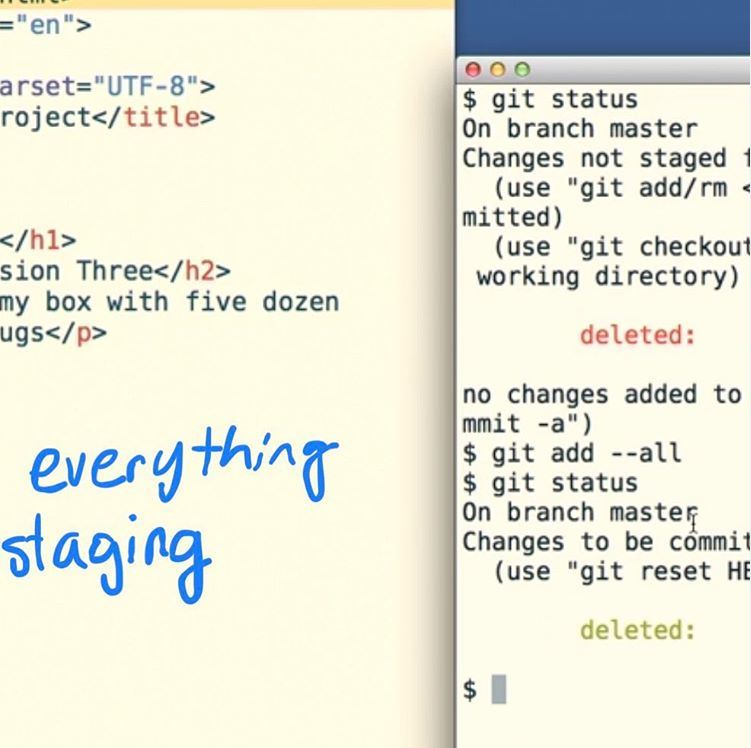 ="en">
arset="UTF-8">
roject</title>
</h1>
sion Three</h2>
my box with five dozen
ugs</p>
everything
staging
$ git status
On branch master
Changes not staged f
(use "git add/rm <
mitted)
(use "git checkout
working directory)
deleted:
no changes added to
mmit -a")
$ git add --all
$ git status
On branch master
Changes to be commit
(use "git reset HE
deleted:
$